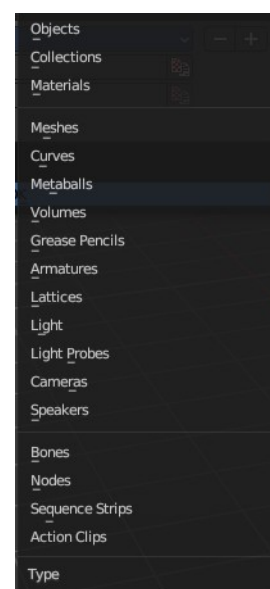 Objects
Collections
Materials
Meshes
Curves
Metaballs
Volumes
Grease Pencils
Armatures
Lattices
Light
Light Probes
Cameras
Speakers
Bones
Nodes
Sequence Strips
Action Clips
Type